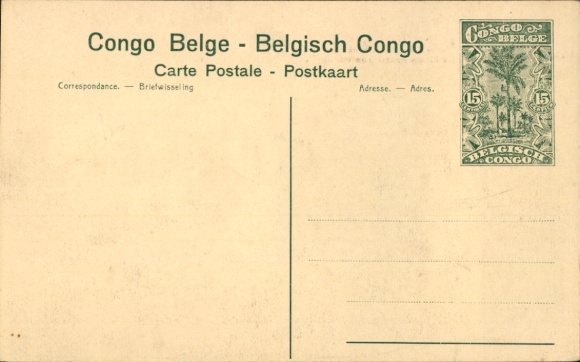 Congo Belge - Belgisch Congo
Carte Postale - Postkaart
Correspondance. — Briefwisseling
Adresse. — Adres.
CONGO
BELGE
15 15
BELGISCH
CONGO